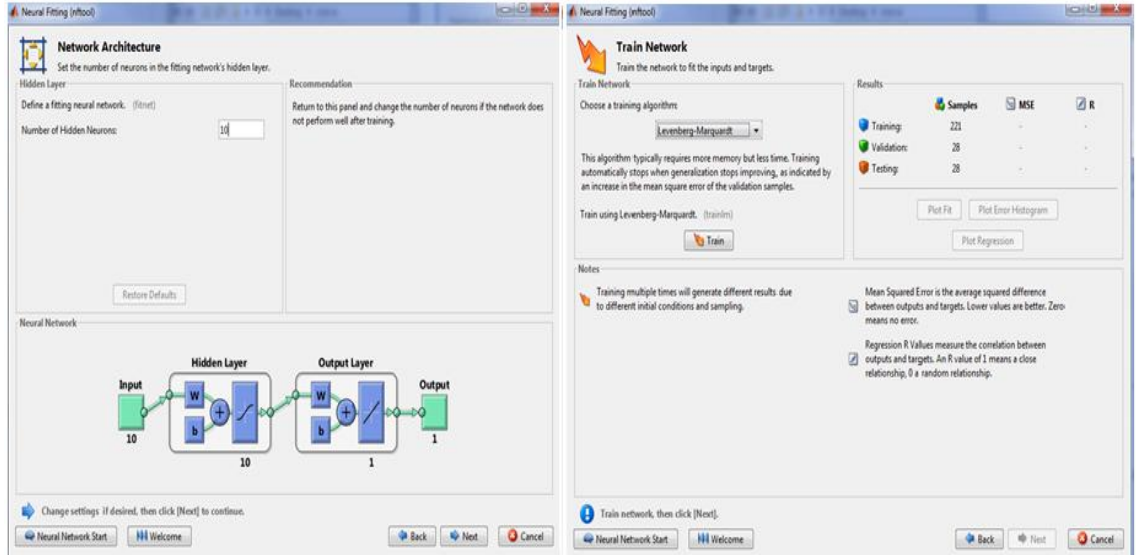 Neural Fitting (nftool)
Network Architecture
Set the number of neurons in the fitting network's hidden layer.
Hidden Layer
Define a fitting neural network. (fitnet)
Number of Hidden Neurons:
10
Restore Defaults
Recommendation
Return to this panel and change the number of neurons if the network does
not perform well after training.
Neural Network
Hidden Layer
Output Layer
Input
Output
W
b
+
W
b
+
10
10
1
1
Change settings if desired, then click [Next] to continue.
Neural Network Start
Welcome
Back
Next
Cancel
Neural Fitting (nftool)
Train Network
Train the network to fit the inputs and targets.
Train Network
Choose a training algorithm:
Levenberg-Marquardt
This algorithm typically requires more memory but less time. Training
automatically stops when generalization stops improving, as indicated by
an increase in the mean square error of the validation samples.
Train using Levenberg-Marquardt. (trainlm)
Train
Results
Samples MSE R
Training: 221 - -
Validation: 28 - -
Testing: 28 - -
Plot Fit
Plot Error Histogram
Plot Regression
Notes
Training multiple times will generate different results due
to different initial conditions and sampling.
Mean Squared Error is the average squared difference
between outputs and targets. Lower values are better. Zero
means no error.
Regression R Values measure the correlation between
outputs and targets. An R value of 1 means a close
relationship, 0 a random relationship.
Train network, then click [Next].
Neural Network Start
Welcome
Back
Next
Cancel